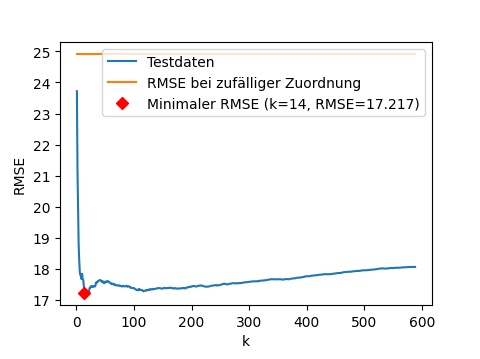 25
24
23
22
21
20
19
18
17
RMSE
Testdaten
RMSE bei zufälliger Zuordnung
Minimaler RMSE (k=14, RMSE=17.217)
0 100 200 300 400 500 600
k